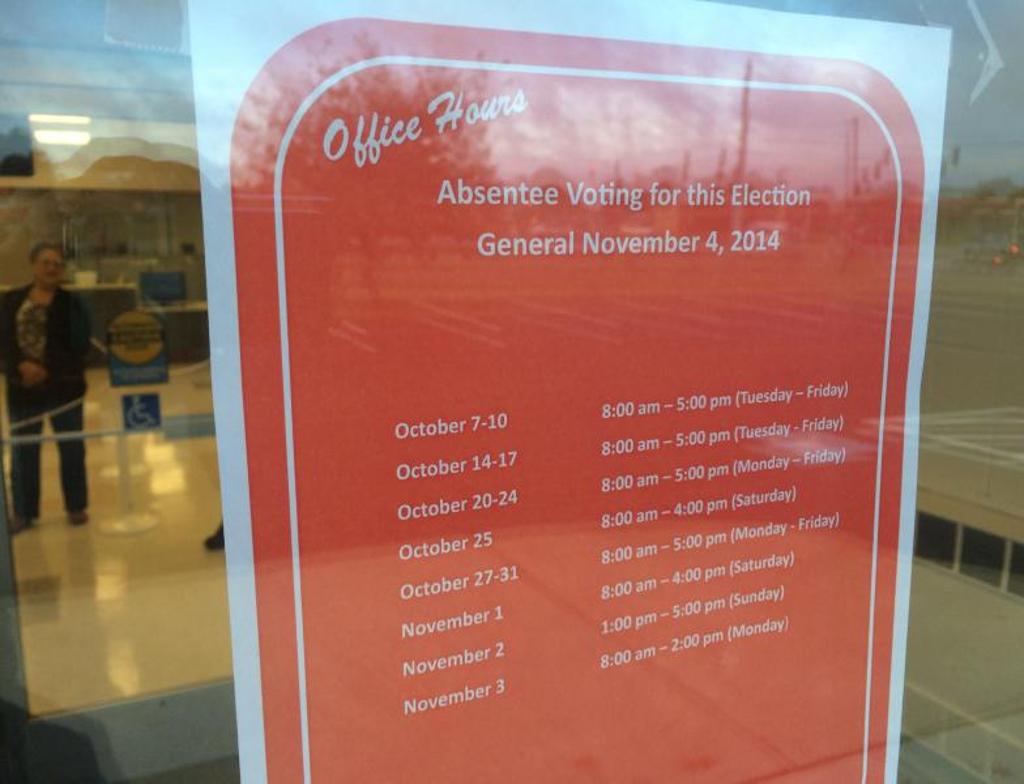 Office Hours
Absentee Voting for this Election
General November 4, 2014
October 7-10 8:00 am – 5:00 pm (Tuesday – Friday)
October 14-17 8:00 am – 5:00 pm (Tuesday - Friday)
October 20-24 8:00 am – 5:00 pm (Monday – Friday)
October 25 8:00 am – 4:00 pm (Saturday)
October 27-31 8:00 am – 5:00 pm (Monday - Friday)
November 1 8:00 am – 4:00 pm (Saturday)
November 2 1:00 pm – 5:00 pm (Sunday)
November 3 8:00 am – 2:00 pm (Monday)